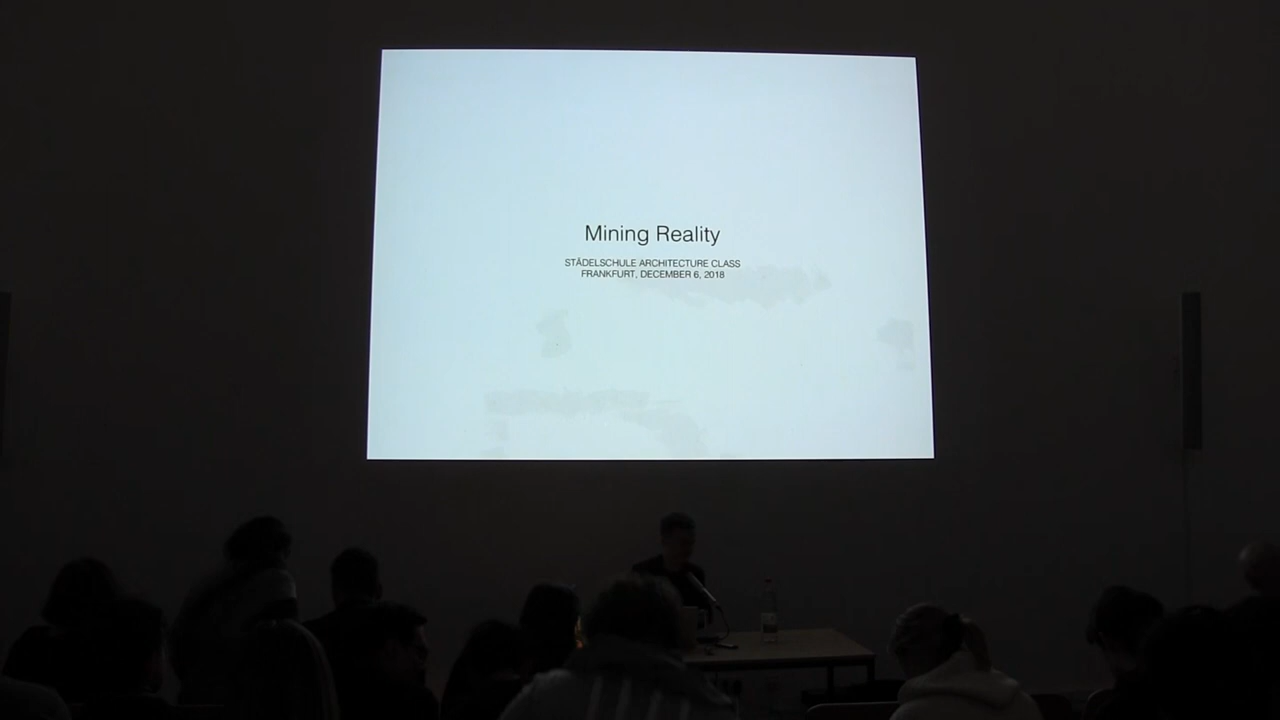 Mining Reality
STÄDELSCHULE ARCHITECTURE CLASS
FRANKFURT, DECEMBER 6, 2018